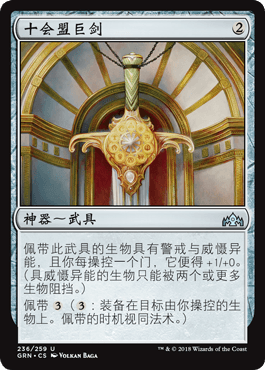 十会盟巨剑 2
神器～武具
佩带此武具的生物具有警戒与威慑异
能，且你每操控一个门，它便得+1/+0。
（具威慑异能的生物只能被两个或更多
生物阻挡。）
佩带 3（3：装备在目标由你操控的生
物上。佩带的时机视同法术。）
236/259 U
GRN • CS VOLKAN BAGA
™ & © 2018 Wizards of the Coast